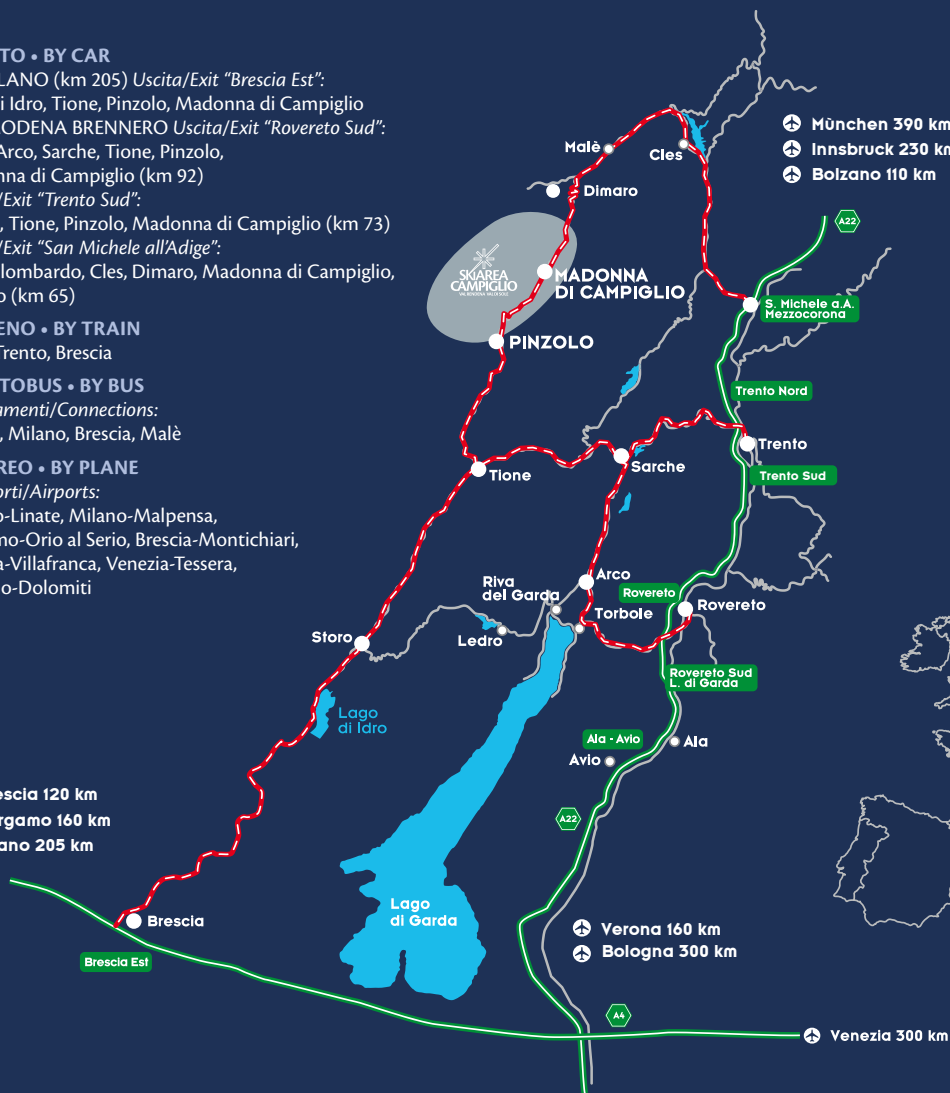 TO • BY CAR
LANO (km 205) Uscita/Exit “Brescia Est”:
i Idro, Tione, Pinzolo, Madonna di Campiglio
ODENA BRENNERO Uscita/Exit “Rovereto Sud”:
Arco, Sarche, Tione, Pinzolo,
nna di Campiglio (km 92)
/Exit “Trento Sud”:
, Tione, Pinzolo, Madonna di Campiglio (km 73)
/Exit “San Michele all’Adige”:
lombardo, Cles, Dimaro, Madonna di Campiglio,
o (km 65)
ENO • BY TRAIN
Trento, Brescia
TOBUS • BY BUS
amenti/Connections:
, Milano, Brescia, Malè
REO • BY PLANE
orti/Airports:
o-Linate, Milano-Malpensa,
mo-Orio al Serio, Brescia-Montichiari,
a-Villafranca, Venezia-Tessera,
o-Dolomiti
Malè
Cles
Dimaro
Mùnchen 390 km
Innsbruck 230 km
Bolzano 110 km
A22
SKIAREA
CAMPIGLIO
VAL RENDENA VAL DI SOLE
MADONNA
DI CAMPIGLIO
PINZOLO
S. Michele a.A.
Mezzocorona
Trento Nord
Trento
Trento Sud
Tione
Sarche
Arco
Riva
del Garda
Torbole
Rovereto
Rovereto
Ledro
Storo
Rovereto Sud
L. di Garda
Lago
di Idro
Ala - Avio
Ala
Avio
escia 120 km
rgamo 160 km
ano 205 km
A22
Lago
di Garda
Brescia
Brescia Est
Verona 160 km
Bologna 300 km
A4
Venezia 300 km